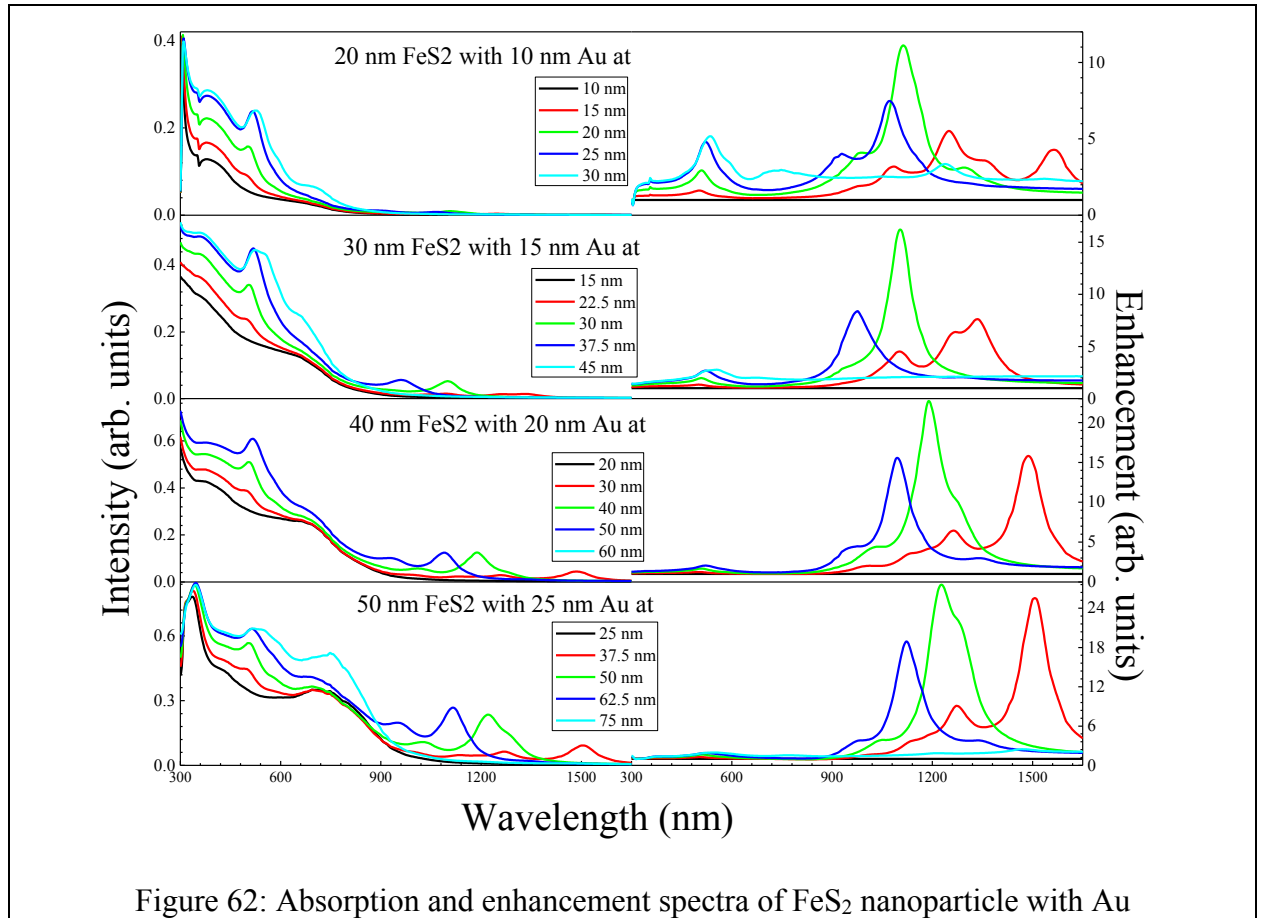 20 nm FeS2 with 10 nm Au at
10 nm
15 nm
20 nm
25 nm
30 nm
0.4
0.2
0.0
10
5
0
30 nm FeS2 with 15 nm Au at
15 nm
22.5 nm
30 nm
37.5 nm
45 nm
0.4
0.2
0.0
15
10
5
0
40 nm FeS2 with 20 nm Au at
20 nm
30 nm
40 nm
50 nm
60 nm
0.6
0.4
0.2
0.0
20
15
10
5
0
50 nm FeS2 with 25 nm Au at
25 nm
37.5 nm
50 nm
62.5 nm
75 nm
0.6
0.3
0.0
24
18
12
6
0
300 600 900 1200 1500 300 600 900 1200 1500
Intensity (arb. units)
Enhancement (arb. units)
Wavelength (nm)
Figure 62: Absorption and enhancement spectra of FeS₂ nanoparticle with Au